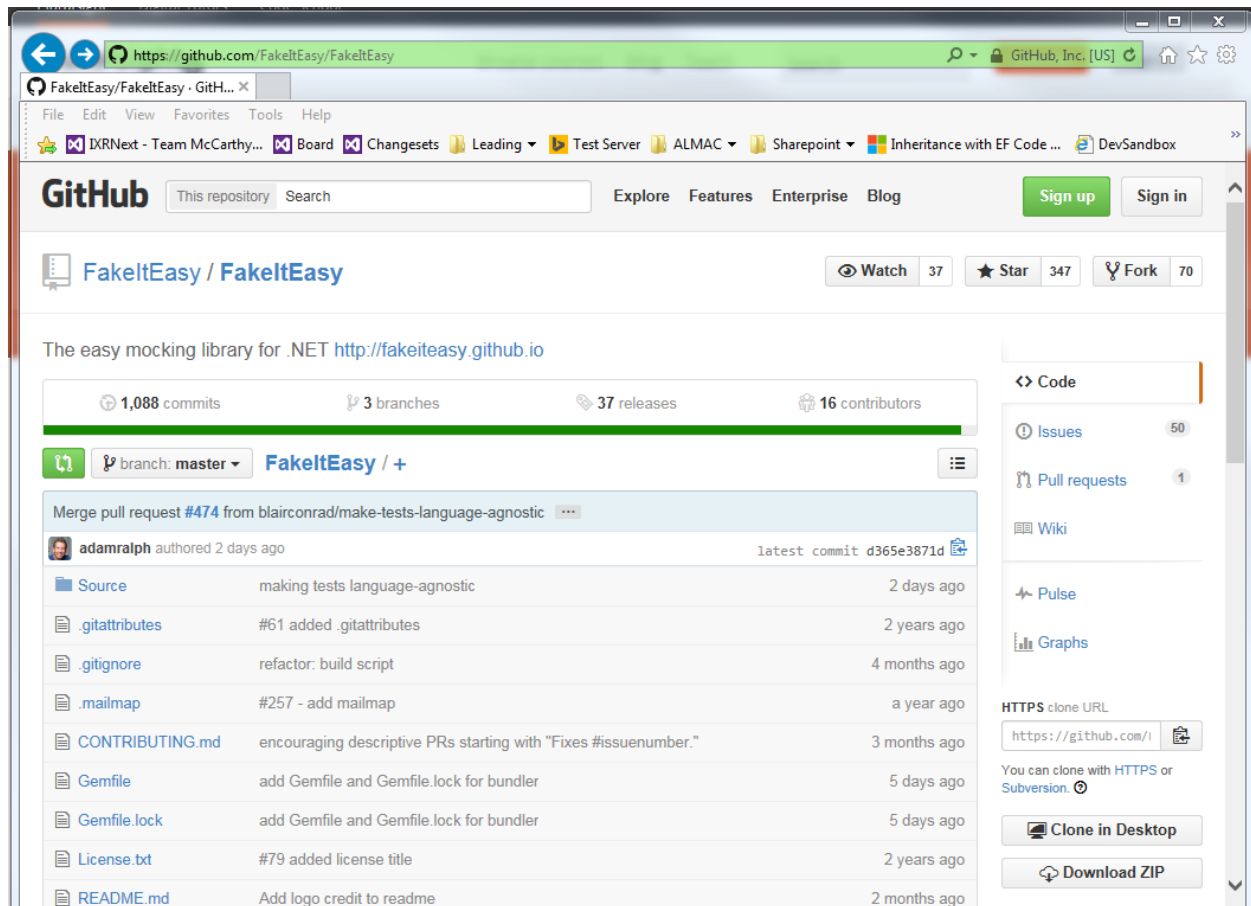 https://github.com/FakeItEasy/FakeItEasy
GitHub, Inc. [US]
FakeItEasy/FakeItEasy · GitH...
File Edit View Favorites Tools Help
IXRNext - Team McCarthy... Board Changesets Leading Test Server ALMAC Sharepoint Inheritance with EF Code ... DevSandbox
GitHub This repository Search Explore Features Enterprise Blog Sign up Sign in
FakeItEasy / FakeItEasy Watch 37 Star 347 Fork 70
The easy mocking library for .NET http://fakeiteasy.github.io
1,088 commits 3 branches 37 releases 16 contributors
branch: master FakeItEasy / +
Merge pull request #474 from blairconrad/make-tests-language-agnostic ...
adamralph authored 2 days ago latest commit d365e3871d
Source making tests language-agnostic 2 days ago
.gitattributes #61 added .gitattributes 2 years ago
.gitignore refactor: build script 4 months ago
.mailmap #257 - add mailmap a year ago
CONTRIBUTING.md encouraging descriptive PRs starting with "Fixes #issuenumber." 3 months ago
Gemfile add Gemfile and Gemfile.lock for bundler 5 days ago
Gemfile.lock add Gemfile and Gemfile.lock for bundler 5 days ago
License.txt #79 added license title 2 years ago
README.md Add logo credit to readme 2 months ago
<> Code
Issues 50
Pull requests 1
Wiki
Pulse
Graphs
HTTPS clone URL
https://github.com/
You can clone with HTTPS or
Subversion.
Clone in Desktop
Download ZIP